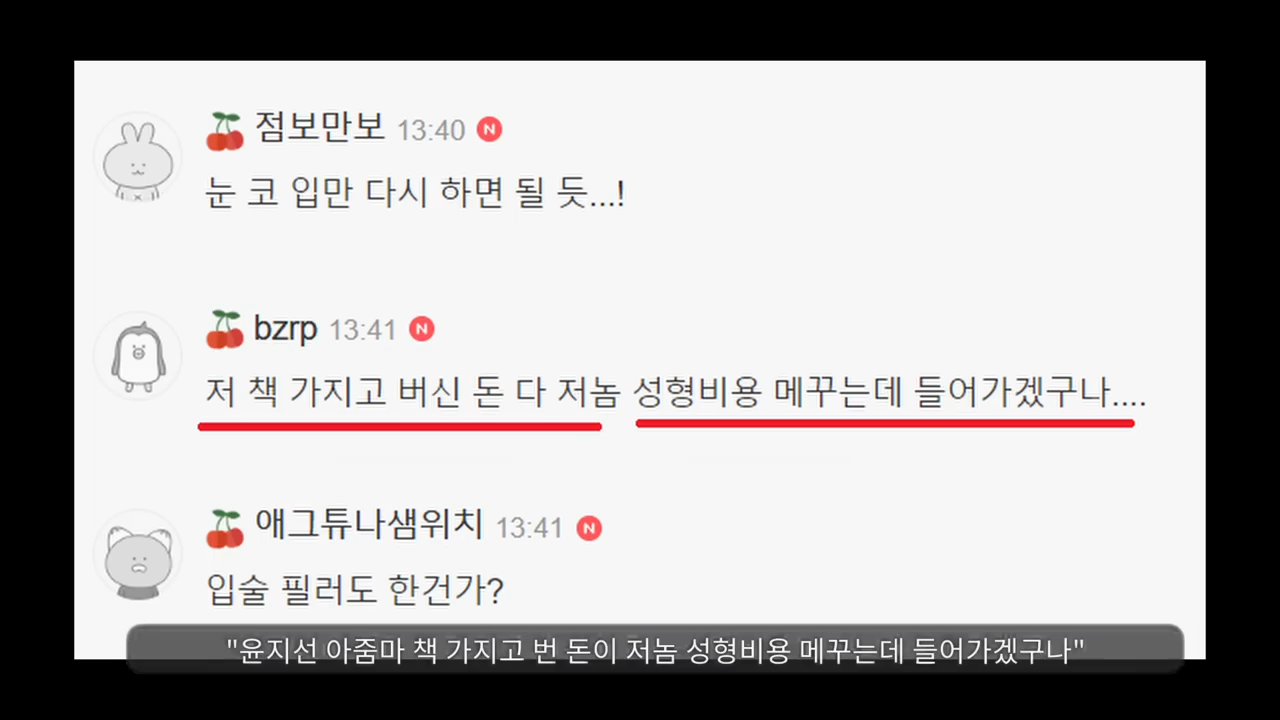 점보만보 13:40 N
눈 코 입만 다시 하면 될 듯...!
bzrp 13:41 N
저 책 가지고 버신 돈 다 저놈 성형비용 메꾸는데 들어가겠구나....
애그튜나샘위치 13:41 N
입술 필러도 한건가?
"윤지선 아줌마 책 가지고 번 돈이 저놈 성형비용 메꾸는데 들어가겠구나"